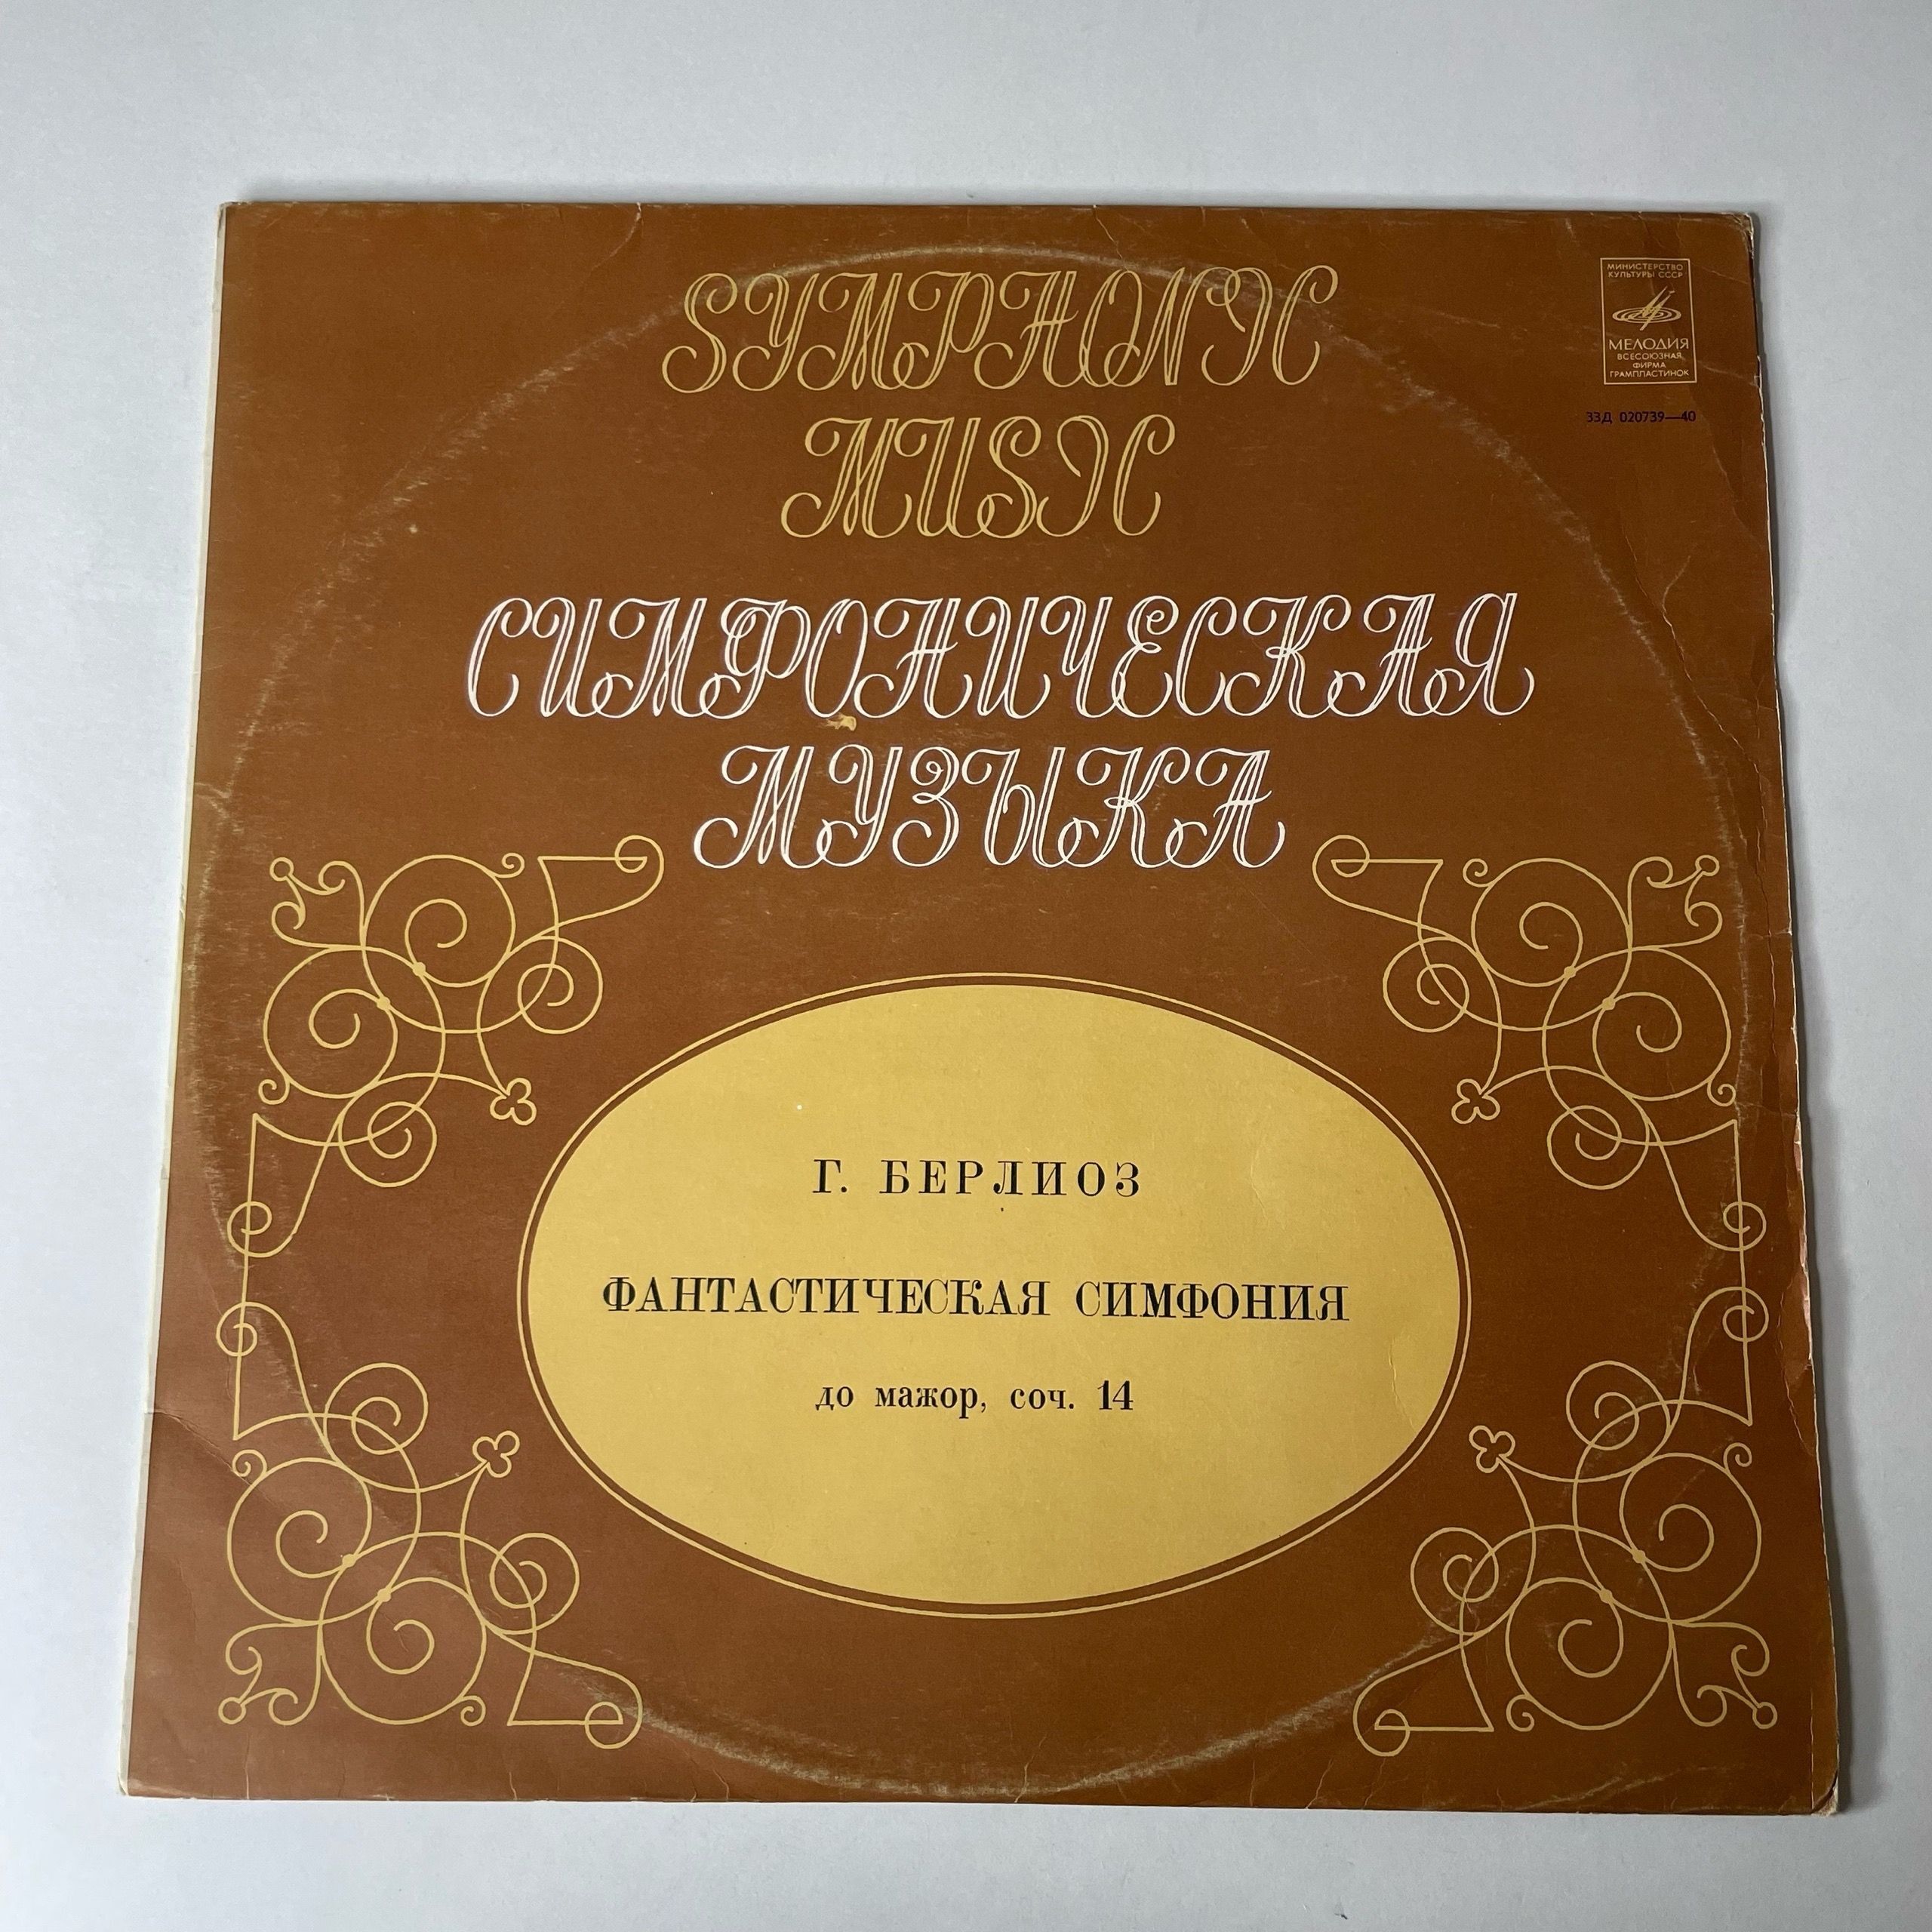 SYMPHONIC
MUSIC
МИНИСТЕРСТВО
КУЛЬТУРЫ СССР
МЕЛОДИЯ
ВСЕСОЮЗНАЯ
ФИРМА
ГРАМПЛАСТИНОК
33Д 020739—40
СИМФОНИЧЕСКАЯ
МУЗЫКА
Г. БЕРЛИОЗ
ФАНТАСТИЧЕСКАЯ СИМФОНИЯ
до мажор, соч. 14